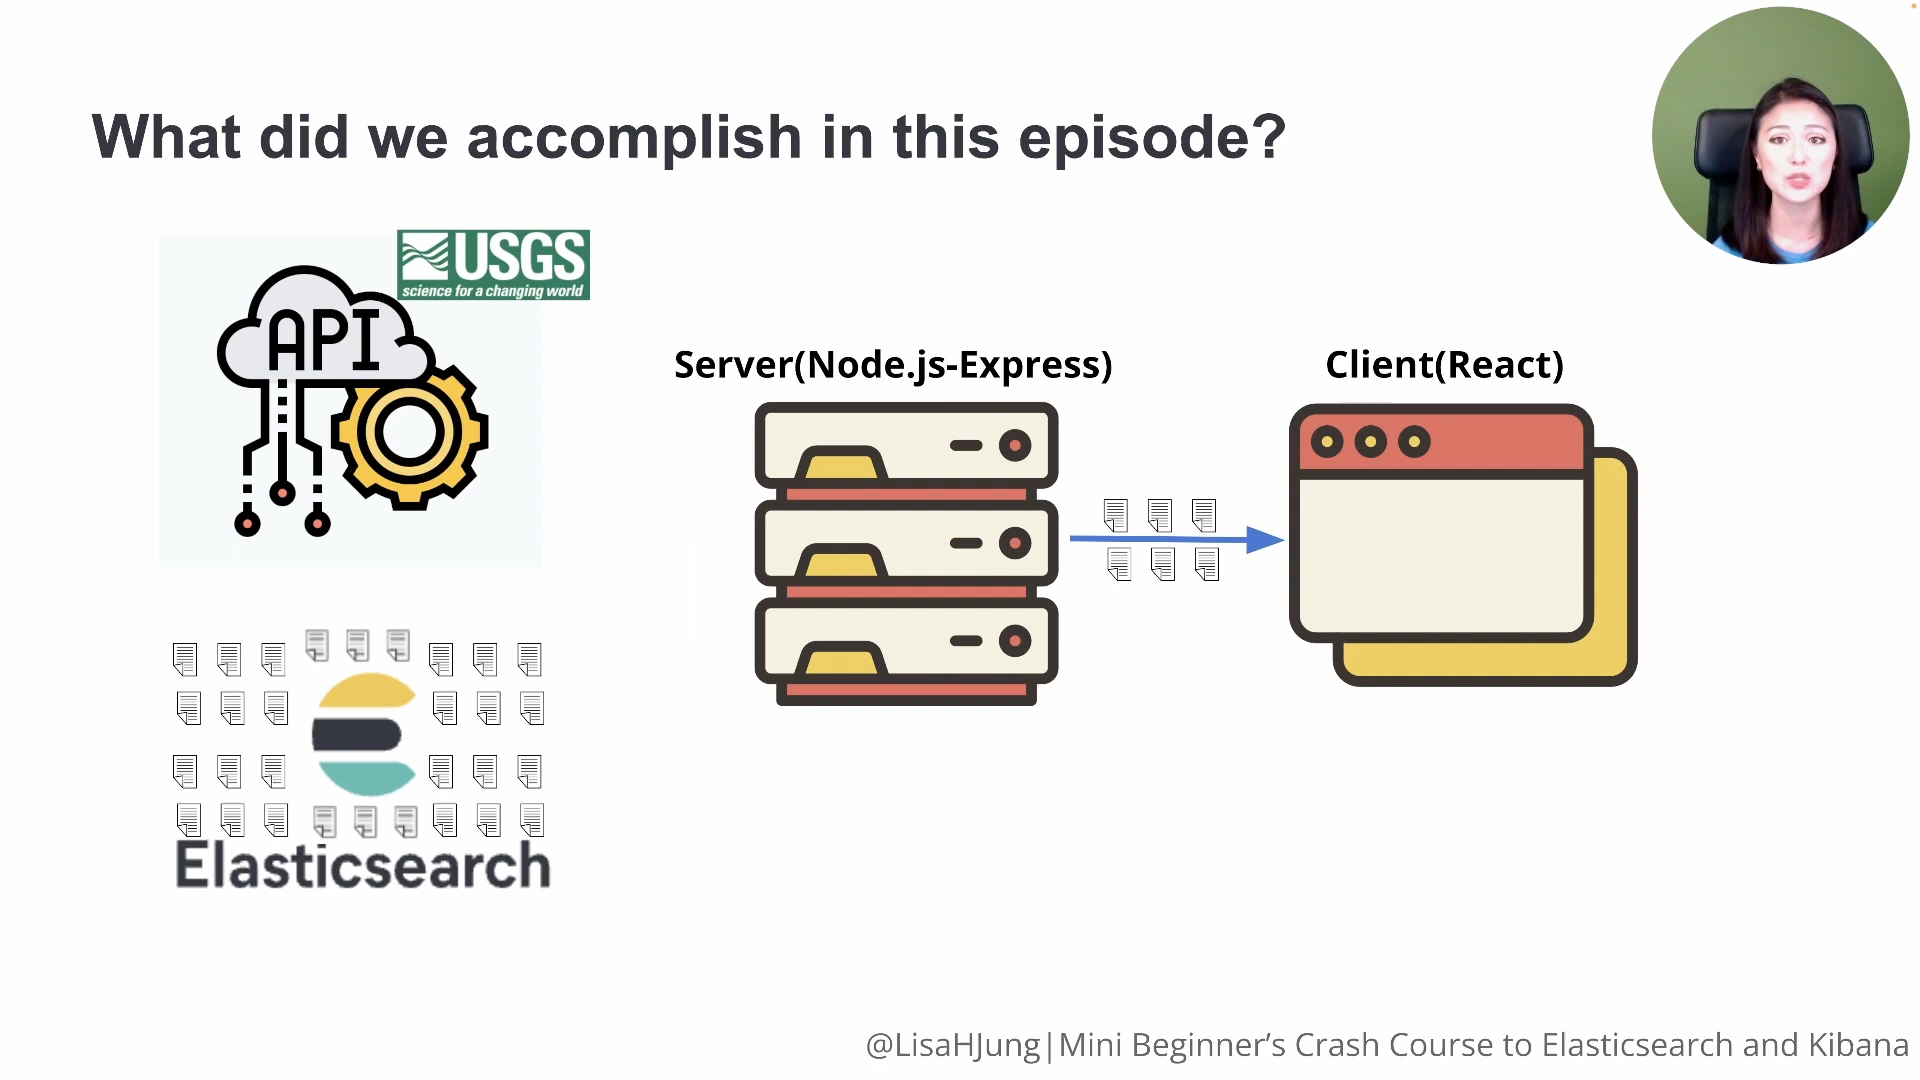 What did we accomplish in this episode?
USGS
science for a changing world
API
Server(Node.js-Express)
Client(React)
Elasticsearch
@LisaHJung|Mini Beginner’s Crash Course to Elasticsearch and Kibana